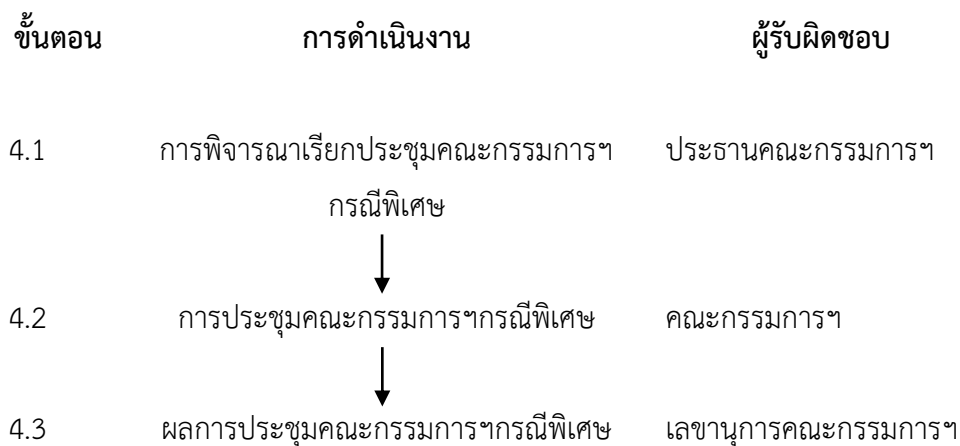 ขั้นตอน การดำเนินงาน ผู้รับผิดชอบ
4.1 การพิจารณาเรียกประชุมคณะกรรมการฯ ประธานคณะกรรมการฯ
กรณีพิเศษ
4.2 การประชุมคณะกรรมการฯกรณีพิเศษ คณะกรรมการฯ
4.3 ผลการประชุมคณะกรรมการฯกรณีพิเศษ เลขานุการคณะกรรมการฯ